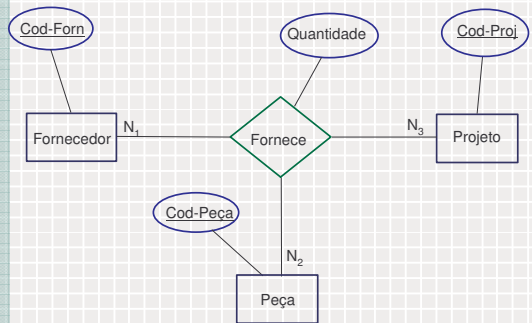 Cod-Forn
Quantidade
Cod-Proj
Fornecedor
N1
Fornece
N3
Projeto
Cod-Peça
N2
Peça